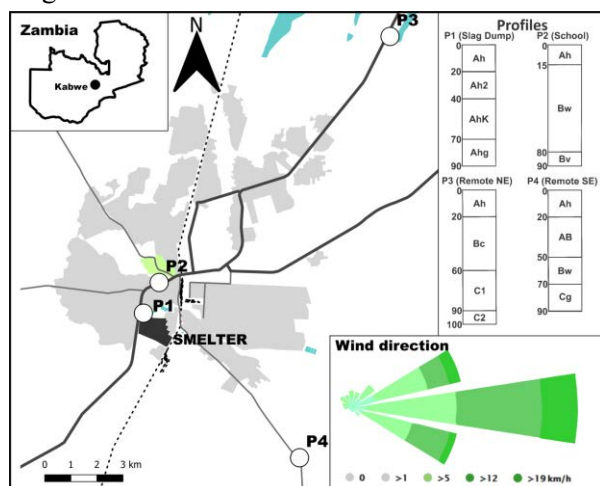 Zambia
Kabwe
N
P3
P2
P1
SMELTER
P4
0 1 2 3 km
Profiles
P1 (Slag Dump)
0
Ah
20
Ah2
40
AhK
70
Ahg
90
P2 (School)
0
Ah
15
Bw
80
Bv
90
P3 (Remote NE)
0
Ah
20
Bc
60
C1
90
C2
100
P4 (Remote SE)
0
Ah
20
AB
50
Bw
70
Cg
90
Wind direction
0 >1 >5 >12 >19 km/h